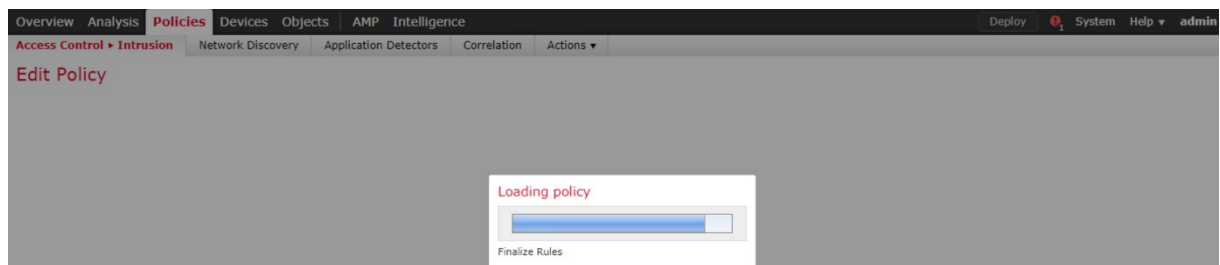 Overview Analysis Policies Devices Objects AMP Intelligence Deploy 1 System Help ▾ admin
Access Control ▸ Intrusion Network Discovery Application Detectors Correlation Actions ▾
Edit Policy
Loading policy
Finalize Rules